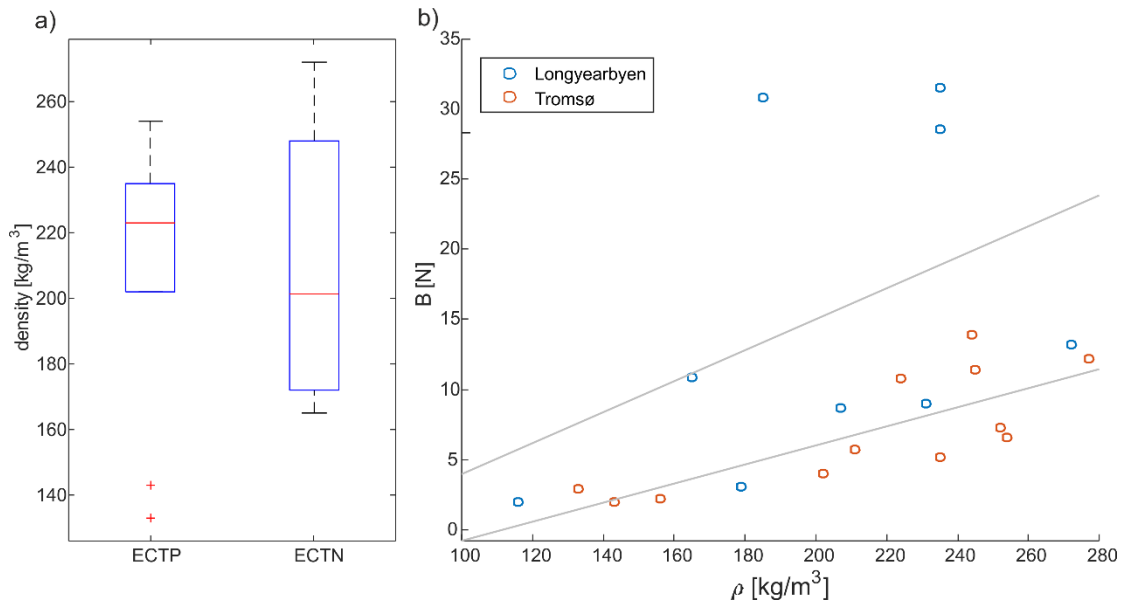 a)
260
240
220
200
180
160
140
density [kg/m³]
ECTP
ECTN
b)
35
30
25
20
15
10
5
0
B [N]
Longyearbyen
Tromsø
100
120
140
160
180
200
220
240
260
280
ρ [kg/m³]